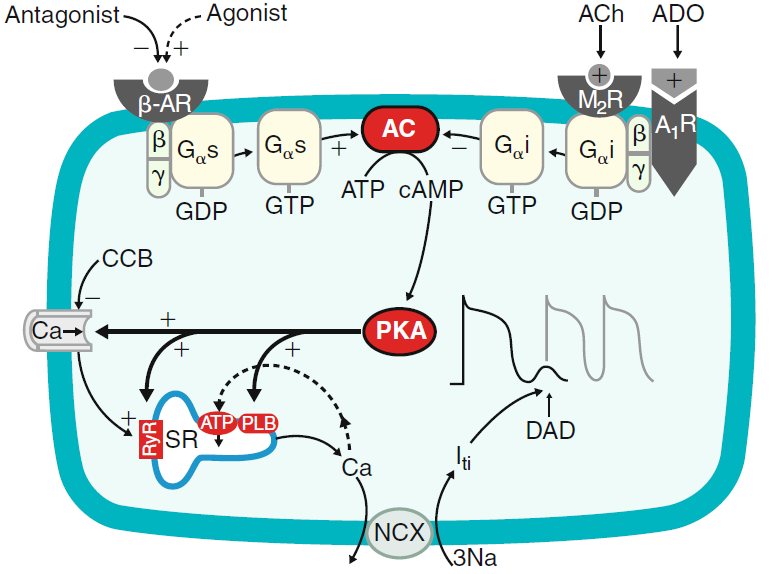 Antagonist
Agonist
ACh
ADO
− +
+
+
β-AR
M₂R
A₁R
AC
β
γ
Gαs
Gαs
+
−
Gαi
Gαi
β
γ
GDP
GTP
ATP
cAMP
GTP
GDP
CCB
−
Ca
+
+
+
PKA
+
RyR
SR
ATP
PLB
Ca
Iti
DAD
NCX
3Na